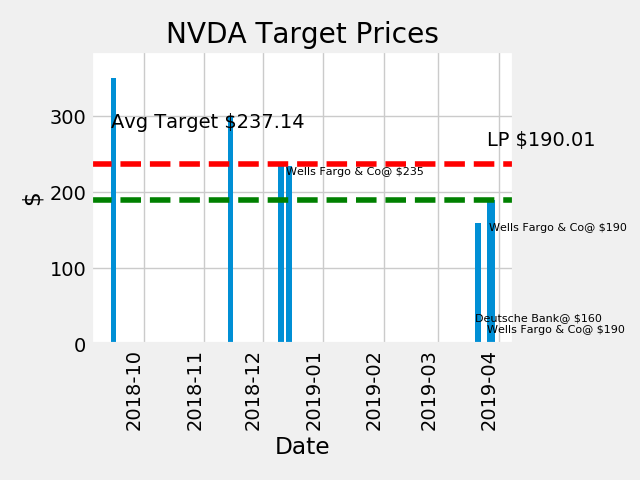 NVDA Target Prices
$
300
200
100
0
Avg Target $237.14
LP $190.01
Wells Fargo & Co@ $235
Wells Fargo & Co@ $190
Deutsche Bank@ $160
Wells Fargo & Co@ $190
2018-10
2018-11
2018-12
2019-01
2019-02
2019-03
2019-04
Date